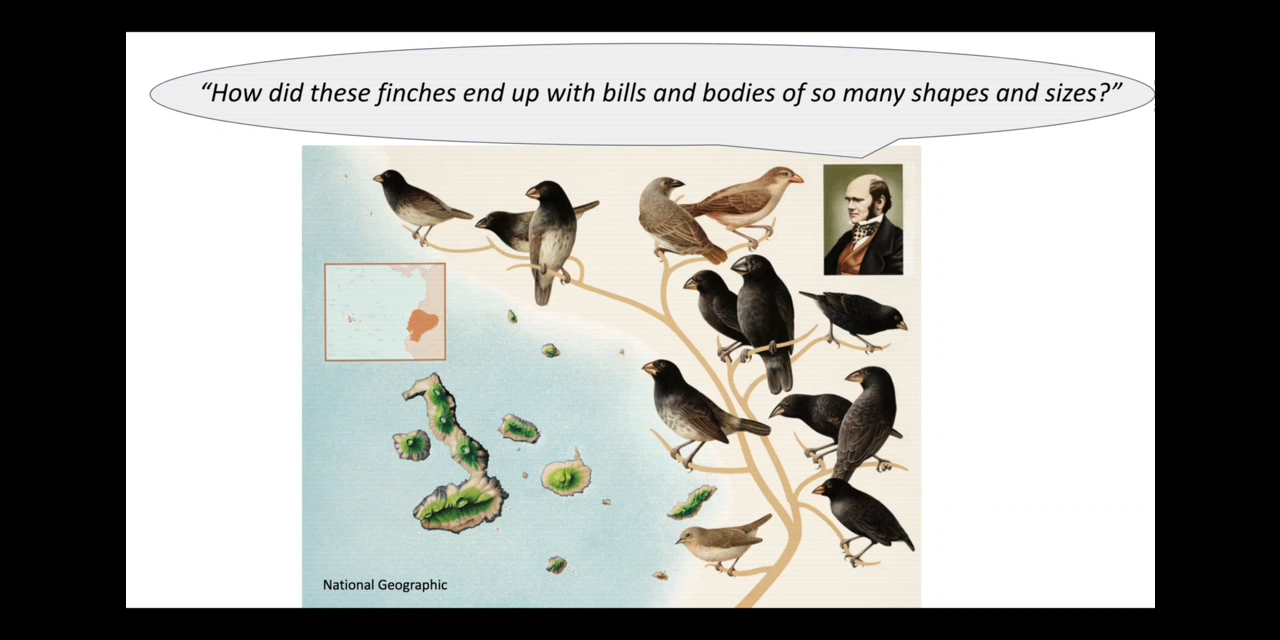 “How did these finches end up with bills and bodies of so many shapes and sizes?”
National Geographic